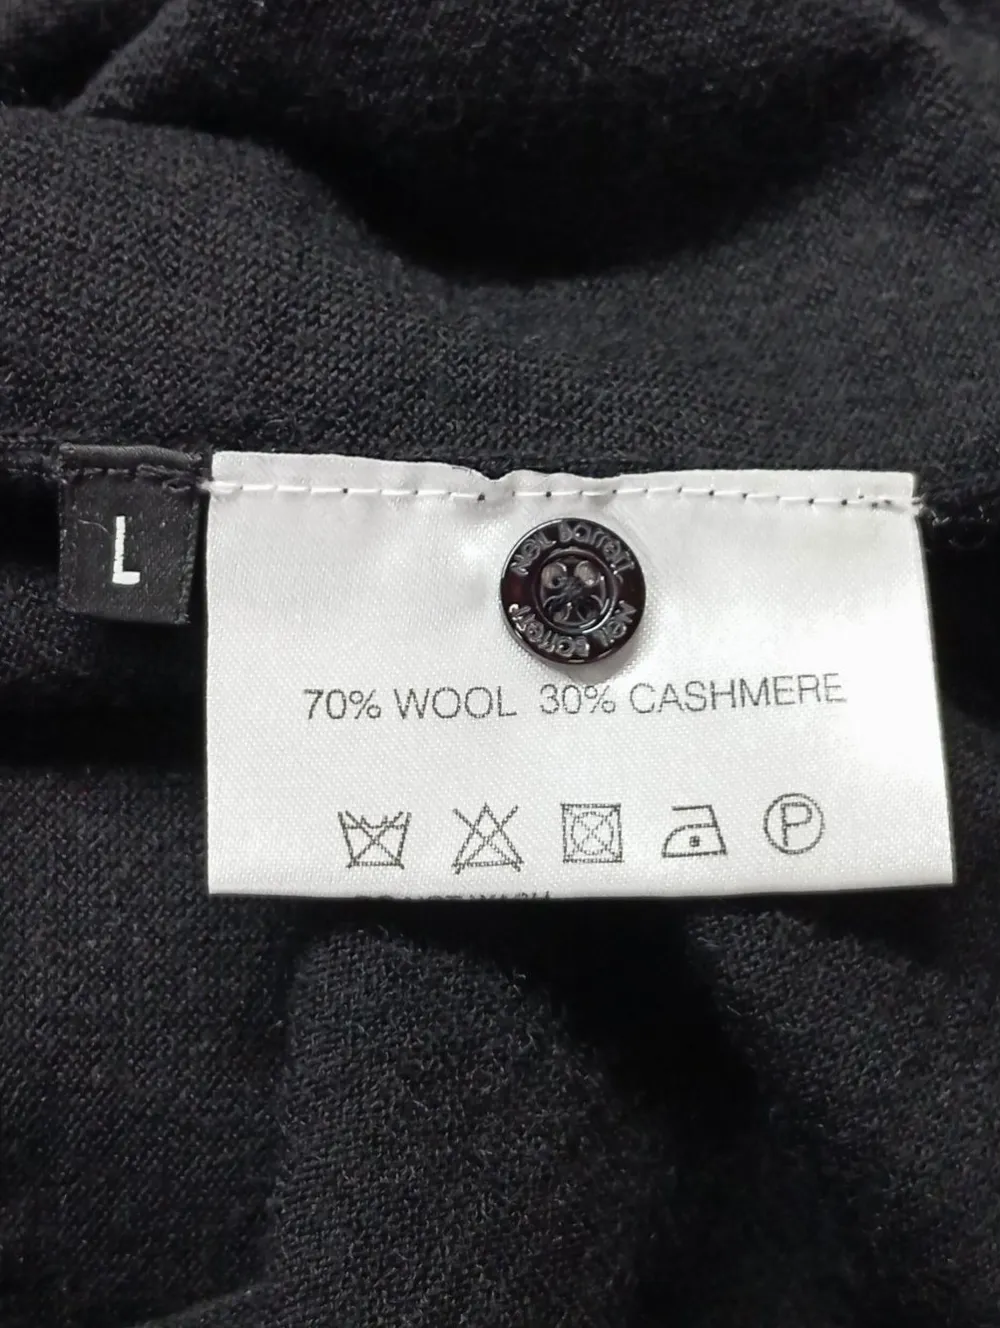 L
Neil Barrett
Neil Barrett
70% WOOL 30% CASHMERE
P